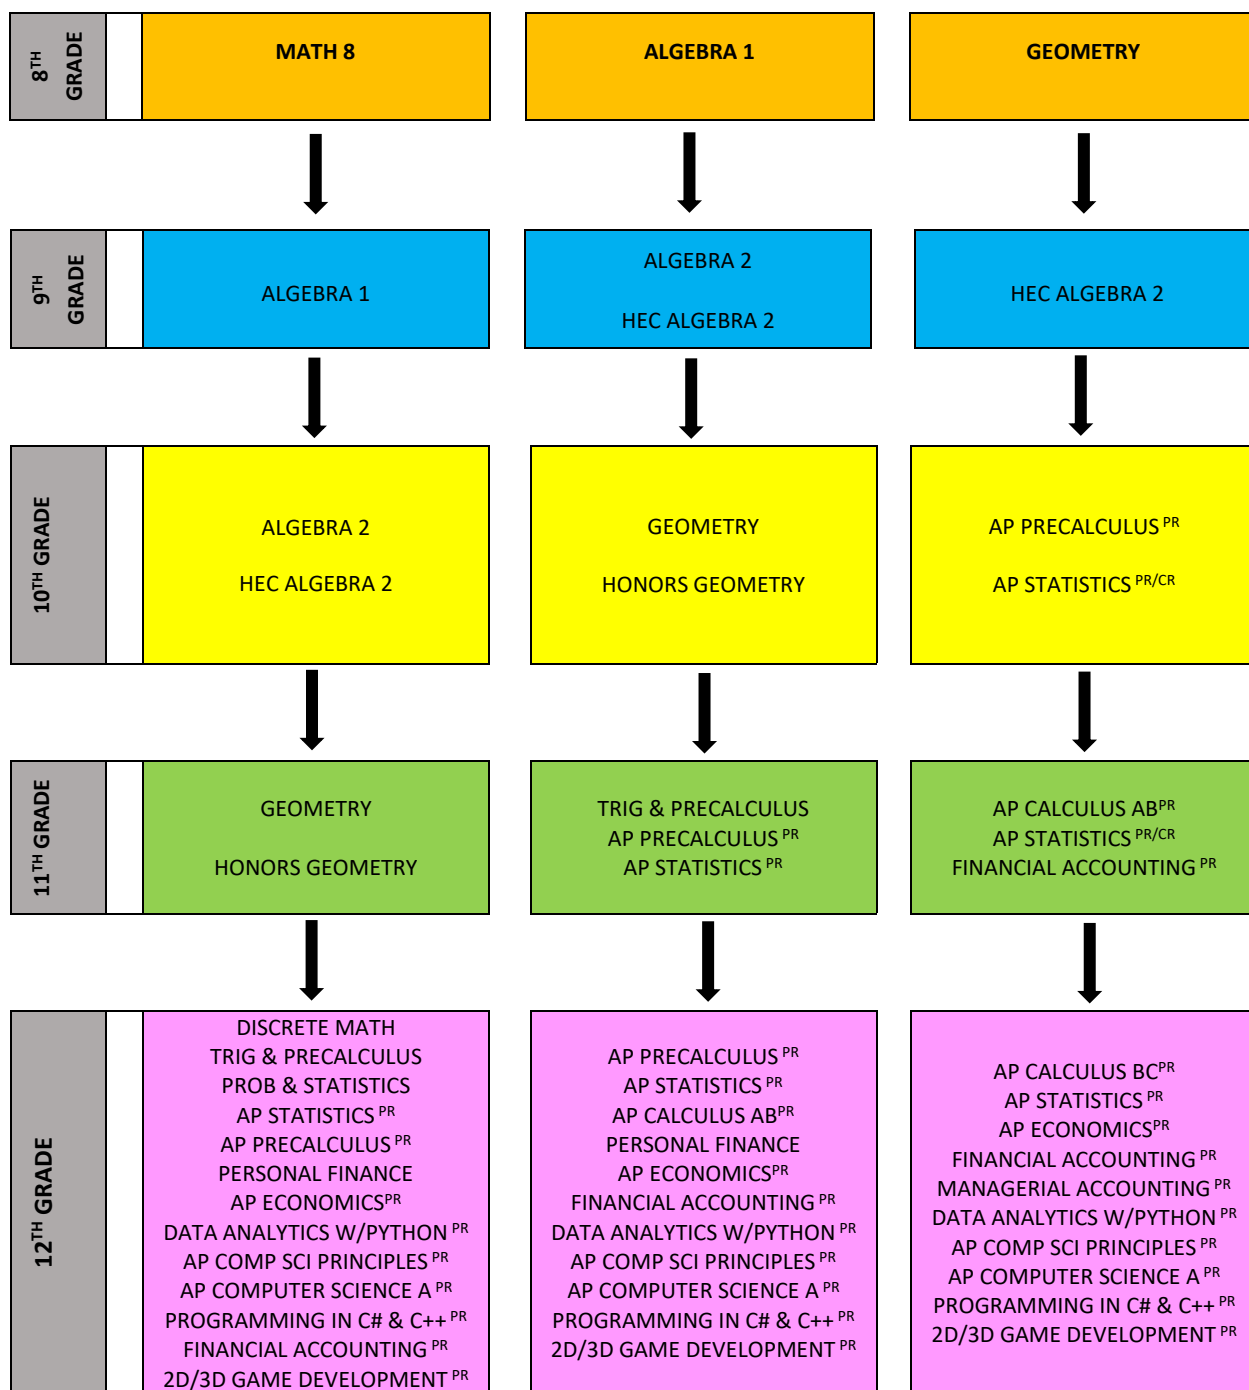 8TH
GRADE
MATH 8
ALGEBRA 1
GEOMETRY
9TH
GRADE
ALGEBRA 1
ALGEBRA 2
HEC ALGEBRA 2
HEC ALGEBRA 2
10TH GRADE
ALGEBRA 2
HEC ALGEBRA 2
GEOMETRY
HONORS GEOMETRY
AP PRECALCULUS PR
AP STATISTICS PR/CR
11TH GRADE
GEOMETRY
HONORS GEOMETRY
TRIG & PRECALCULUS
AP PRECALCULUS PR
AP STATISTICS PR
AP CALCULUS ABPR
AP STATISTICS PR/CR
FINANCIAL ACCOUNTING PR
12TH GRADE
DISCRETE MATH
TRIG & PRECALCULUS
PROB & STATISTICS
AP STATISTICS PR
AP PRECALCULUS PR
PERSONAL FINANCE
AP ECONOMICSPR
DATA ANALYTICS W/PYTHON PR
AP COMP SCI PRINCIPLES PR
AP COMPUTER SCIENCE A PR
PROGRAMMING IN C# & C++ PR
FINANCIAL ACCOUNTING PR
2D/3D GAME DEVELOPMENT PR
AP PRECALCULUS PR
AP STATISTICS PR
AP CALCULUS ABPR
PERSONAL FINANCE
AP ECONOMICSPR
FINANCIAL ACCOUNTING PR
DATA ANALYTICS W/PYTHON PR
AP COMP SCI PRINCIPLES PR
AP COMPUTER SCIENCE A PR
PROGRAMMING IN C# & C++ PR
2D/3D GAME DEVELOPMENT PR
AP CALCULUS BCPR
AP STATISTICS PR
AP ECONOMICSPR
FINANCIAL ACCOUNTING PR
MANAGERIAL ACCOUNTING PR
DATA ANALYTICS W/PYTHON PR
AP COMP SCI PRINCIPLES PR
AP COMPUTER SCIENCE A PR
PROGRAMMING IN C# & C++ PR
2D/3D GAME DEVELOPMENT PR